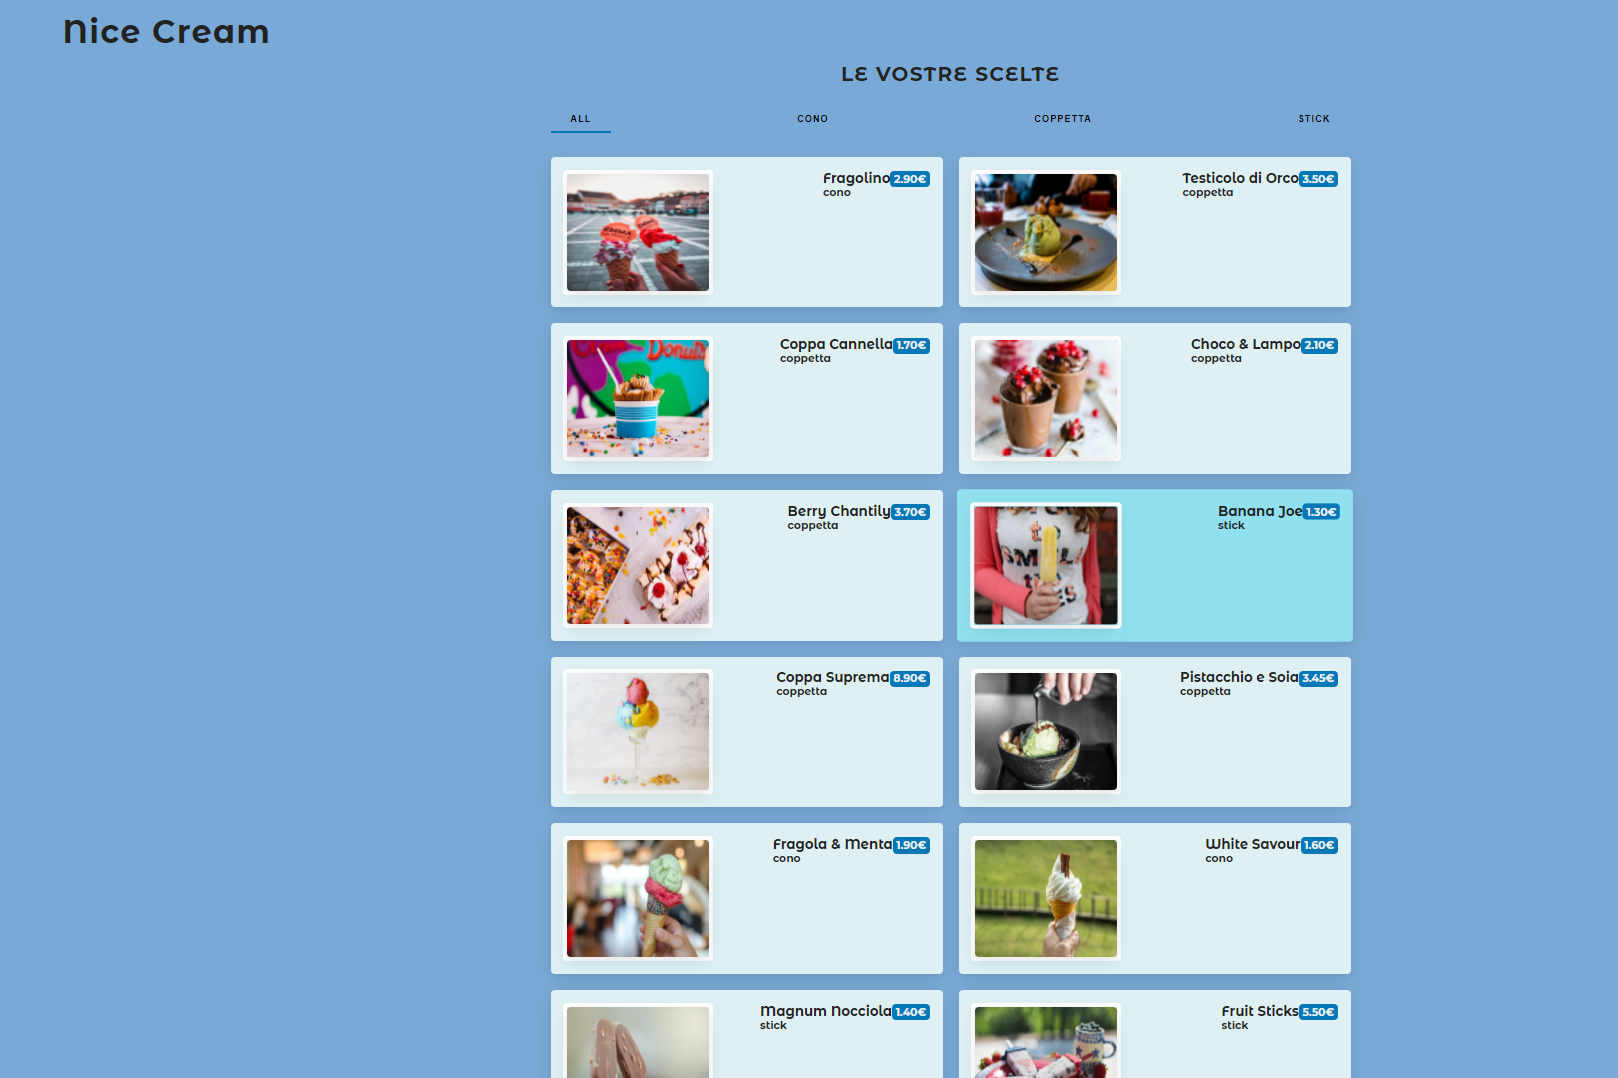 Nice Cream
LE VOSTRE SCELTE
ALL
CONO
COPPETTA
STICK
Fragolino 2.90€
cono
Testicolo di Orco 3.50€
coppetta
Coppa Cannella 1.70€
coppetta
Choco & Lampo 2.10€
coppetta
Donuts
Berry Chantily 3.70€
coppetta
Banana Joe 1.30€
stick
Coppa Suprema 8.90€
coppetta
Pistacchio e Soia 3.45€
coppetta
Fragola & Menta 1.90€
cono
White Savour 1.60€
cono
Magnum Nocciola 1.40€
stick
Fruit Sticks 5.50€
stick